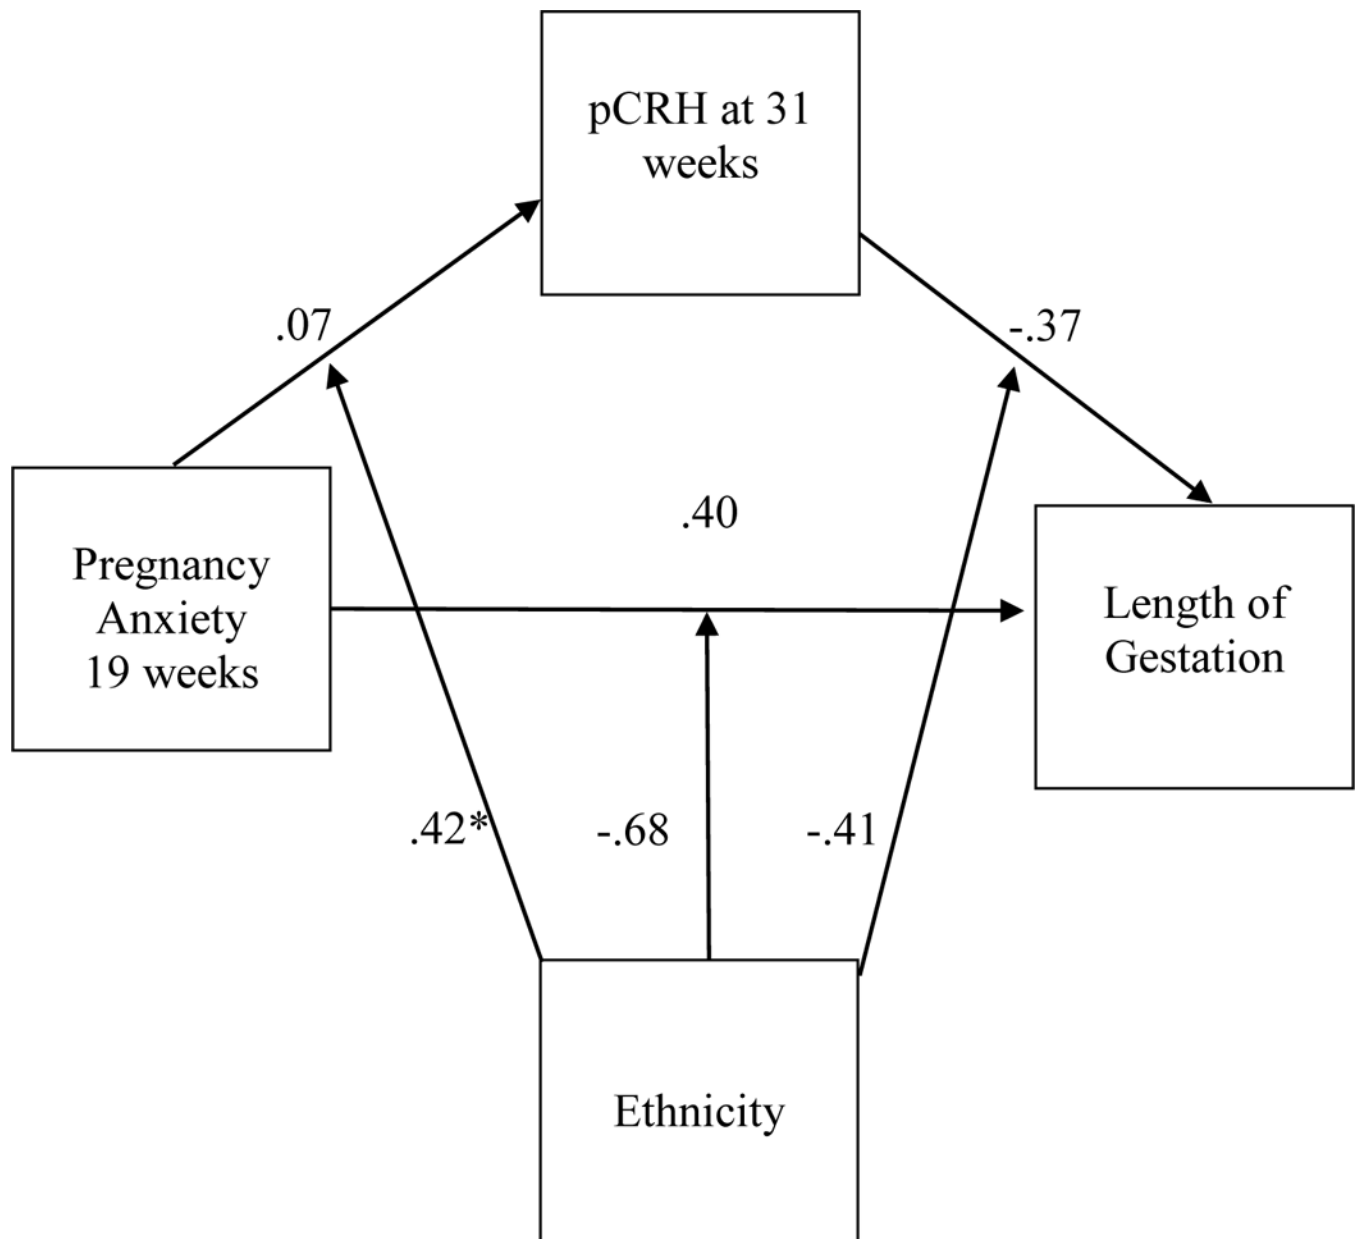 pCRH at 31
weeks
.07
-.37
.40
Pregnancy
Anxiety
19 weeks
Length of
Gestation
.42*
-.68
-.41
Ethnicity